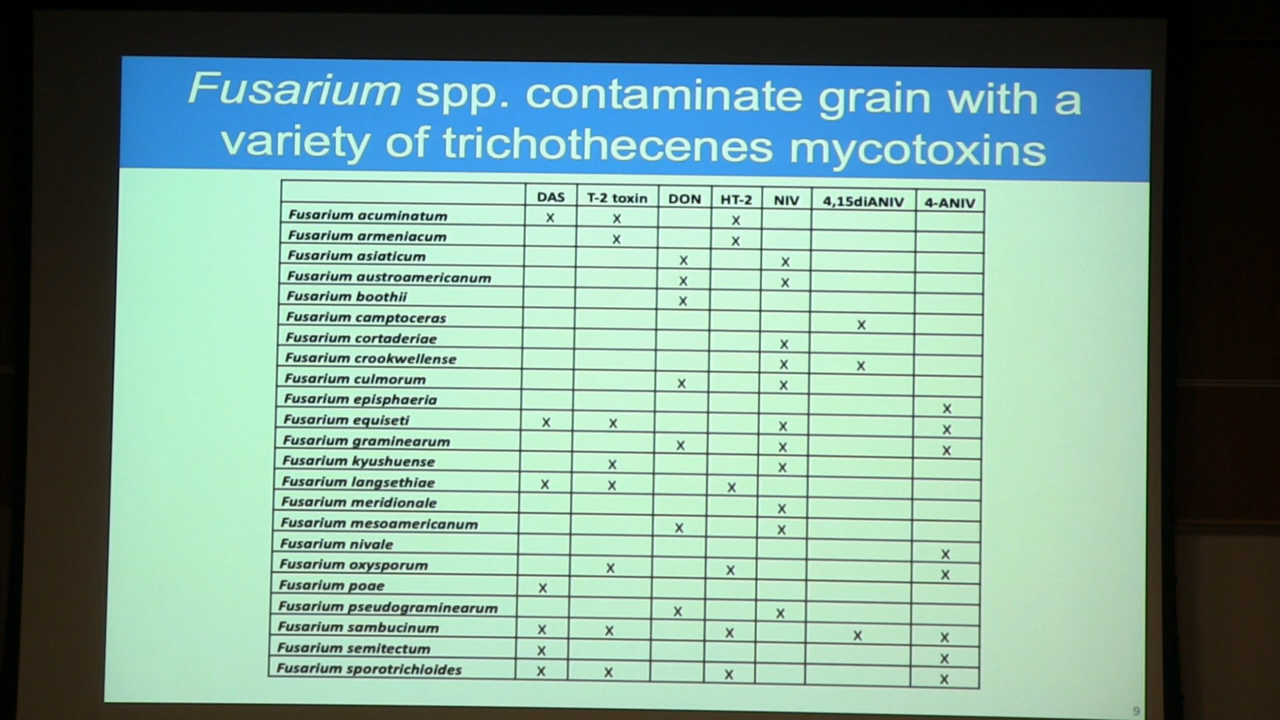 Fusarium spp. contaminate grain with a
variety of trichothecenes mycotoxins
DAS T-2 toxin DON HT-2 NIV 4,15diANIV 4-ANIV
Fusarium acuminatum X X X
Fusarium armeniacum X X
Fusarium asiaticum X X
Fusarium austroamericanum X X
Fusarium boothii X
Fusarium camptoceras X
Fusarium cortaderiae X
Fusarium crookwellense X X
Fusarium culmorum X X
Fusarium episphaeria X
Fusarium equiseti X X X X
Fusarium graminearum X X X
Fusarium kyushuense X X
Fusarium langsethiae X X X
Fusarium meridionale X
Fusarium mesoamericanum X X
Fusarium nivale X
Fusarium oxysporum X X X
Fusarium poae X
Fusarium pseudograminearum X X
Fusarium sambucinum X X X X X
Fusarium semitectum X X
Fusarium sporotrichioides X X X X
9